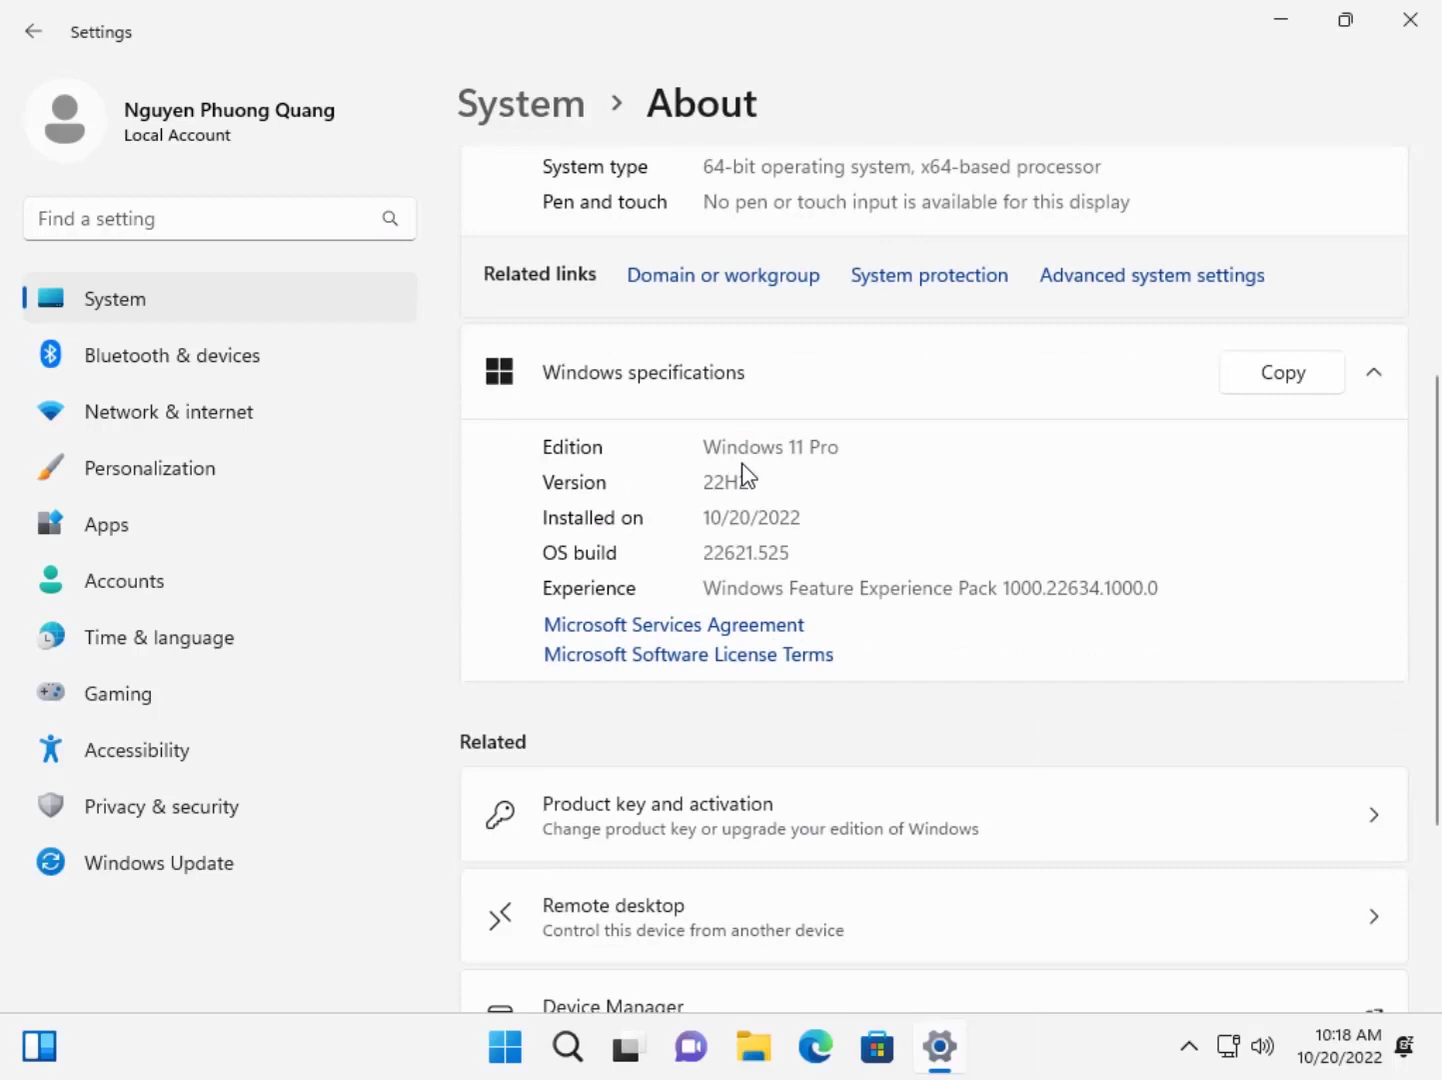 Settings
Nguyen Phuong Quang
Local Account
Find a setting
System
Bluetooth & devices
Network & internet
Personalization
Apps
Accounts
Time & language
Gaming
Accessibility
Privacy & security
Windows Update
System › About
System type 64-bit operating system, x64-based processor
Pen and touch No pen or touch input is available for this display
Related links Domain or workgroup System protection Advanced system settings
Windows specifications Copy
Edition Windows 11 Pro
Version 22H2
Installed on 10/20/2022
OS build 22621.525
Experience Windows Feature Experience Pack 1000.22634.1000.0
Microsoft Services Agreement
Microsoft Software License Terms
Related
Product key and activation
Change product key or upgrade your edition of Windows
Remote desktop
Control this device from another device
Device Manager
10:18 AM
10/20/2022